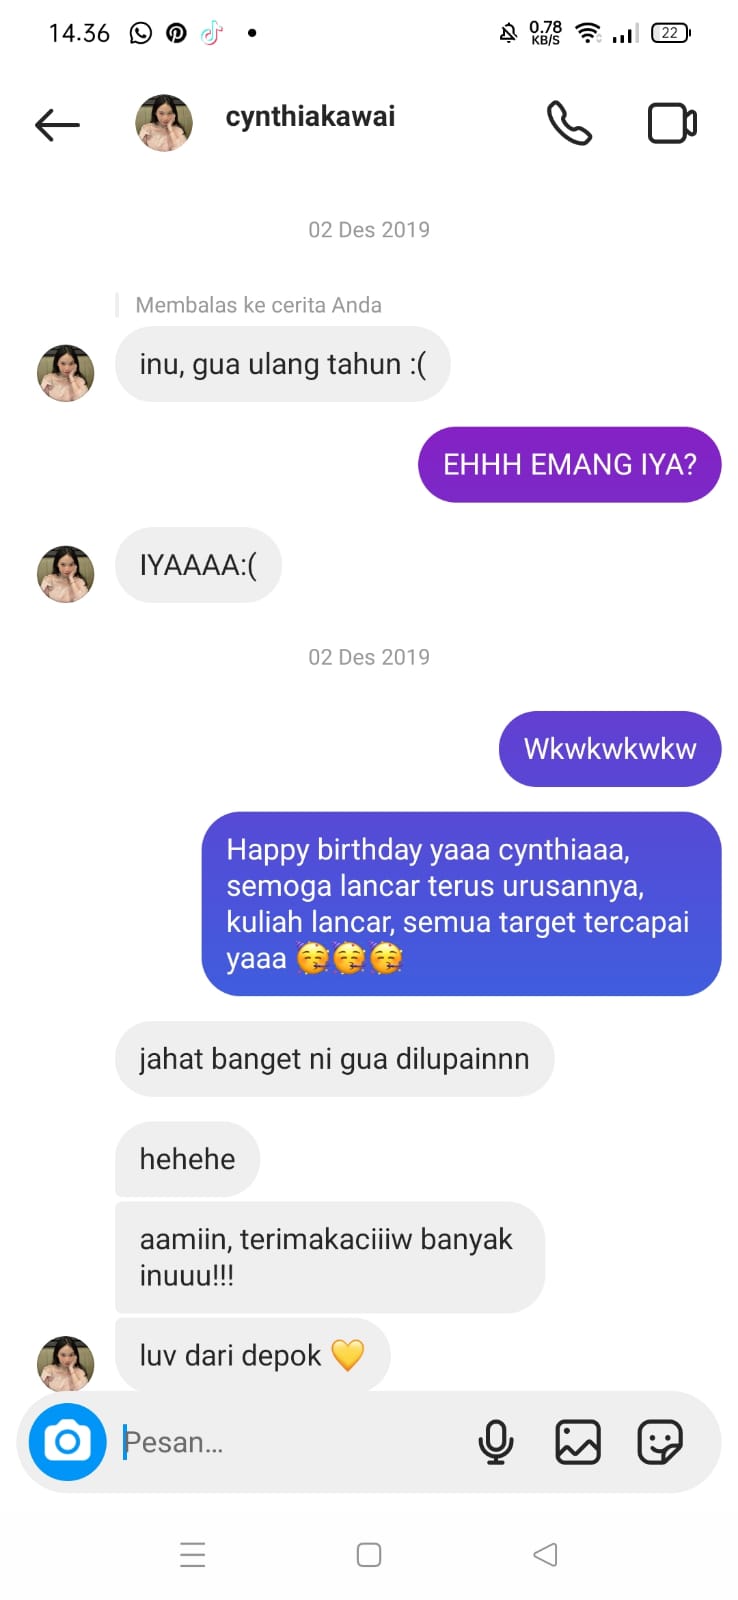 14.36
0.78
KB/S
22
cynthiakawai
02 Des 2019
Membalas ke cerita Anda
inu, gua ulang tahun :(
EHHH EMANG IYA?
IYAAAA:(
02 Des 2019
Wkwkwkwkw
Happy birthday yaaa cynthiaaa,
semoga lancar terus urusannya,
kuliah lancar, semua target tercapai
yaaa 🥳🥳🥳
jahat banget ni gua dilupainnn
hehehe
aamiin, terimakaciiiw banyak
inuuu!!!
luv dari depok 💛
Pesan...